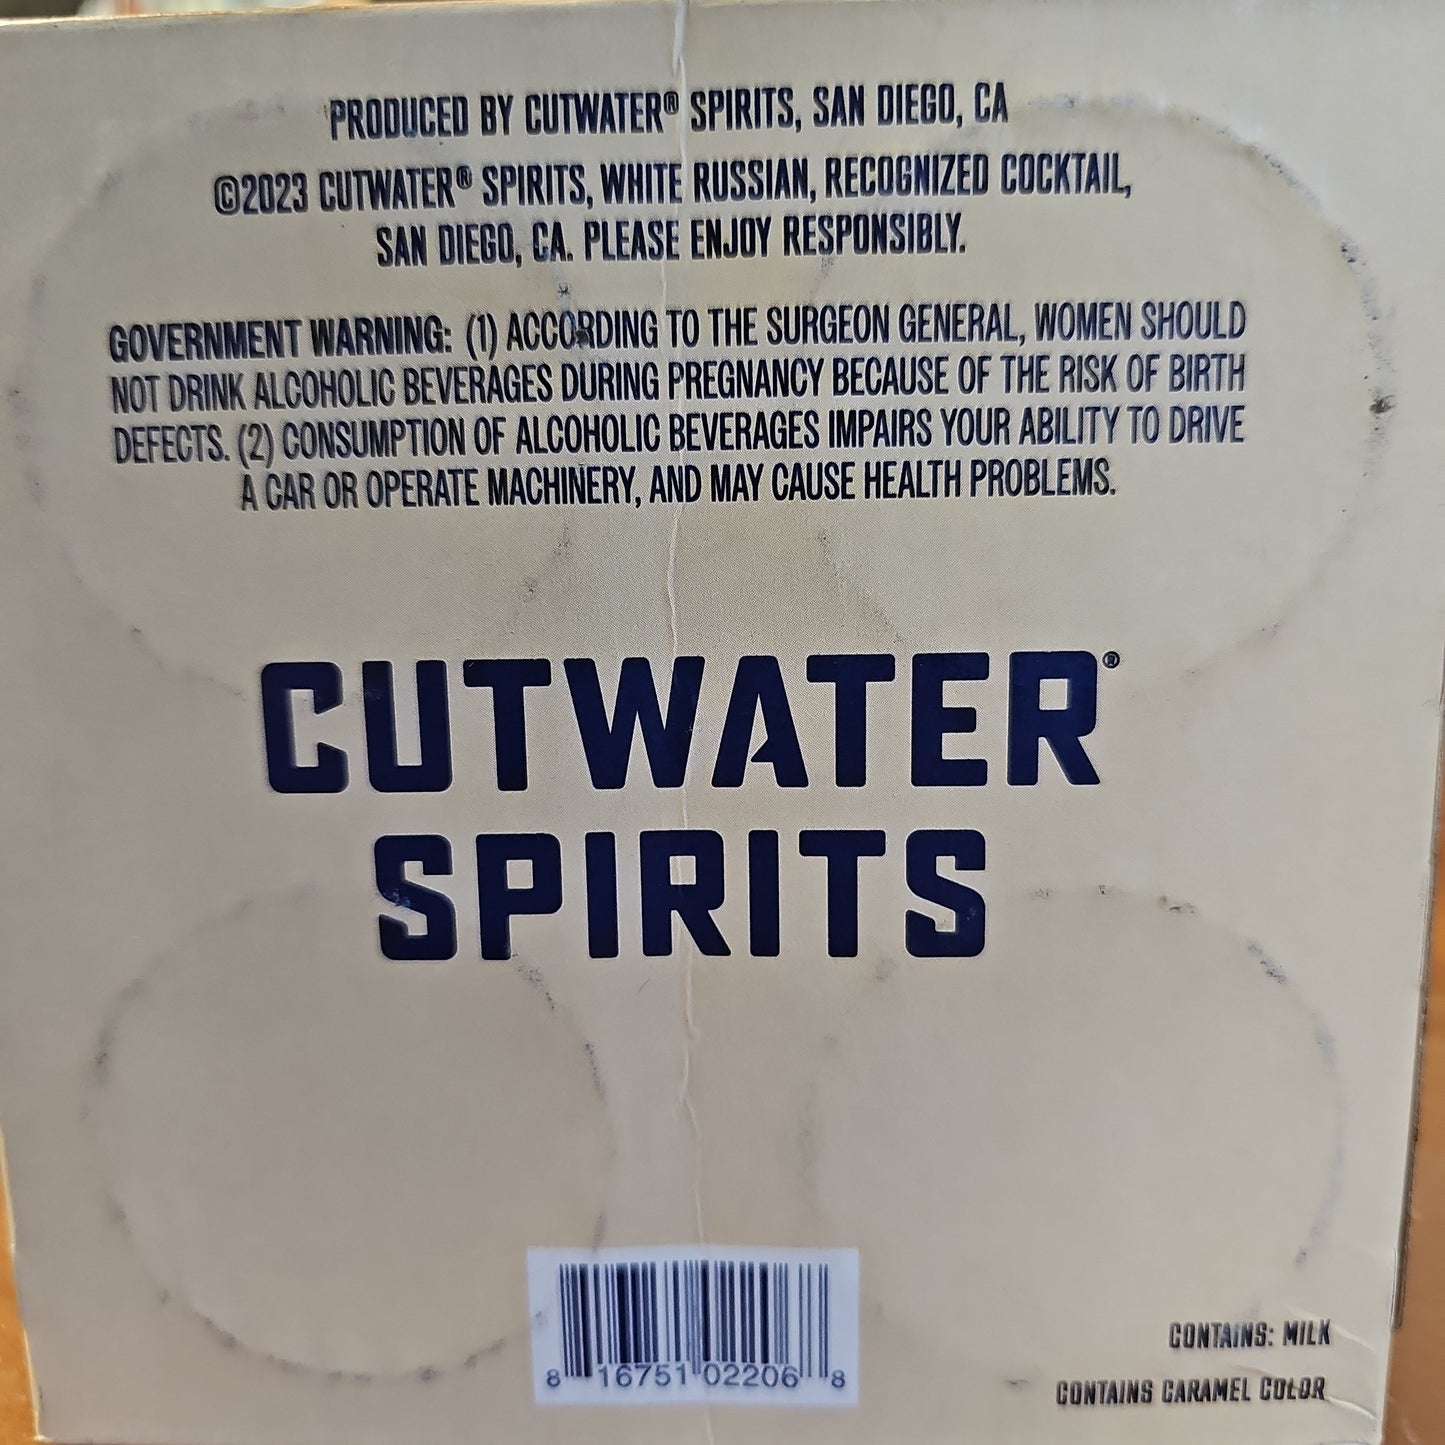 PRODUCED BY CUTWATER® SPIRITS, SAN DIEGO, CA
©2023 CUTWATER® SPIRITS, WHITE RUSSIAN, RECOGNIZED COCKTAIL,
SAN DIEGO, CA. PLEASE ENJOY RESPONSIBLY.
GOVERNMENT WARNING: (1) ACCORDING TO THE SURGEON GENERAL, WOMEN SHOULD
NOT DRINK ALCOHOLIC BEVERAGES DURING PREGNANCY BECAUSE OF THE RISK OF BIRTH
DEFECTS. (2) CONSUMPTION OF ALCOHOLIC BEVERAGES IMPAIRS YOUR ABILITY TO DRIVE
A CAR OR OPERATE MACHINERY, AND MAY CAUSE HEALTH PROBLEMS.
CUTWATER®
SPIRITS
8 16751 02206 8
CONTAINS: MILK
CONTAINS CARAMEL COLOR